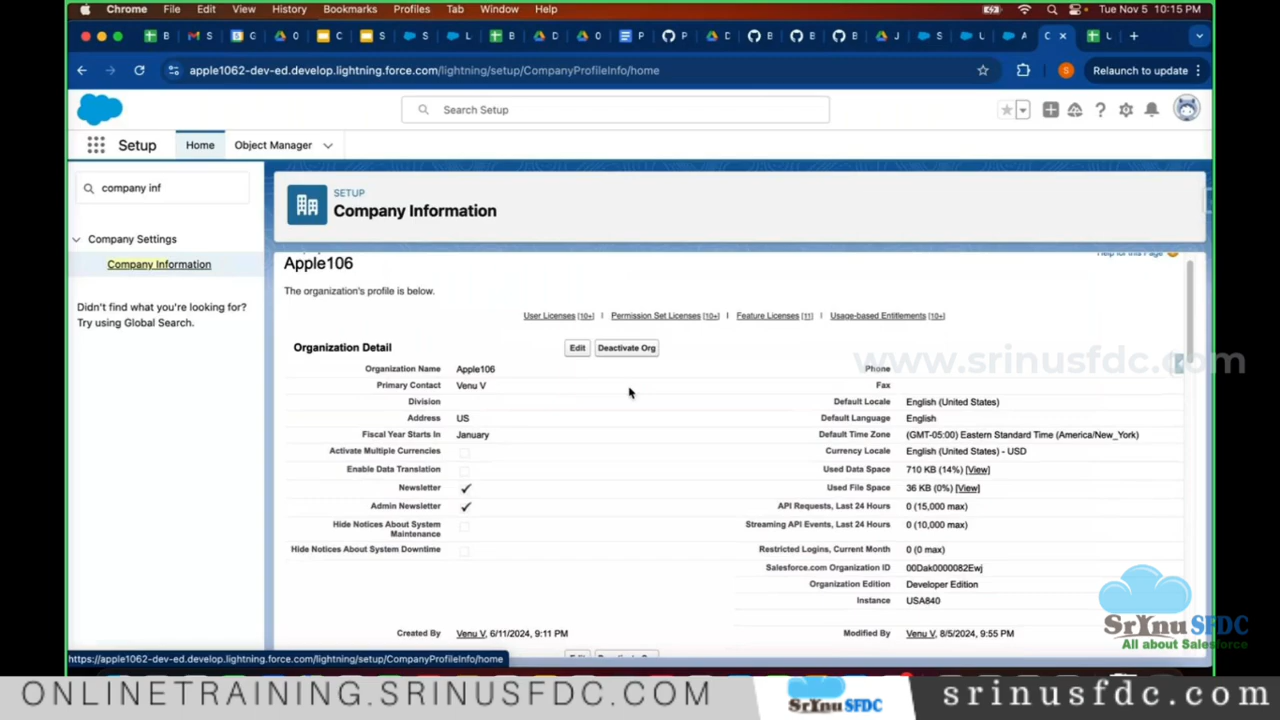 Chrome File Edit View History Bookmarks Profiles Tab Window Help
Tue Nov 5 10:15 PM
apple1062-dev-ed.develop.lightning.force.com/lightning/setup/CompanyProfileInfo/home
Relaunch to update
Search Setup
Setup Home Object Manager
company inf
SETUP
Company Information
Company Settings
Company Information
Didn't find what you're looking for?
Try using Global Search.
Help for this Page
Apple106
The organization's profile is below.
User Licenses [10+] | Permission Set Licenses [10+] | Feature Licenses [11] | Usage-based Entitlements [10+]
Organization Detail Edit Deactivate Org
Organization Name Apple106
Phone
Primary Contact Venu V
Fax
Division
Default Locale English (United States)
Address US
Default Language English
Fiscal Year Starts In January
Default Time Zone (GMT-05:00) Eastern Standard Time (America/New_York)
Activate Multiple Currencies
Currency Locale English (United States) - USD
Enable Data Translation
Used Data Space 710 KB (14%) [View]
Newsletter
Used File Space 36 KB (0%) [View]
Admin Newsletter
API Requests, Last 24 Hours 0 (15,000 max)
Hide Notices About System
Maintenance
Streaming API Events, Last 24 Hours 0 (10,000 max)
Hide Notices About System Downtime
Restricted Logins, Current Month 0 (0 max)
Salesforce.com Organization ID 00Dak0000082Ewj
Organization Edition Developer Edition
Instance USA840
Created By Venu V, 6/11/2024, 9:11 PM
Modified By Venu V, 8/5/2024, 9:55 PM
https://apple1062-dev-ed.develop.lightning.force.com/lightning/setup/CompanyProfileInfo/home
www.srinusfdc.com
SrYnu SFDC
All about Salesforce
ONLINETRAINING.SRINUSFDC.COM
SrYnu SFDC
srinusfdc.com